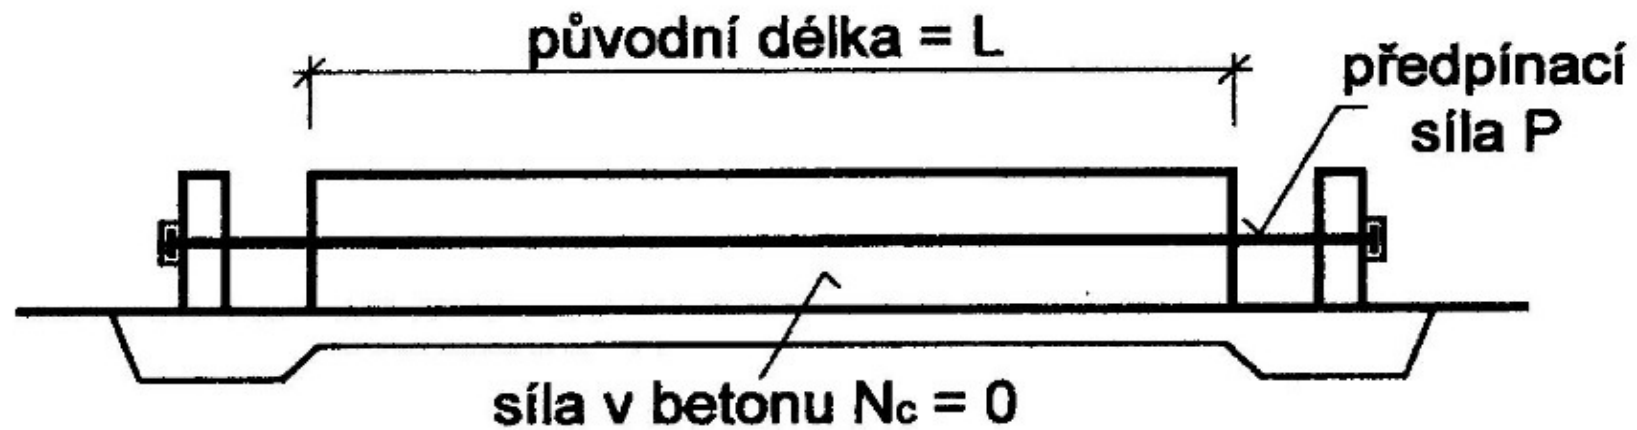 původní délka = L
předpínací
síla P
síla v betonu Nc = 0